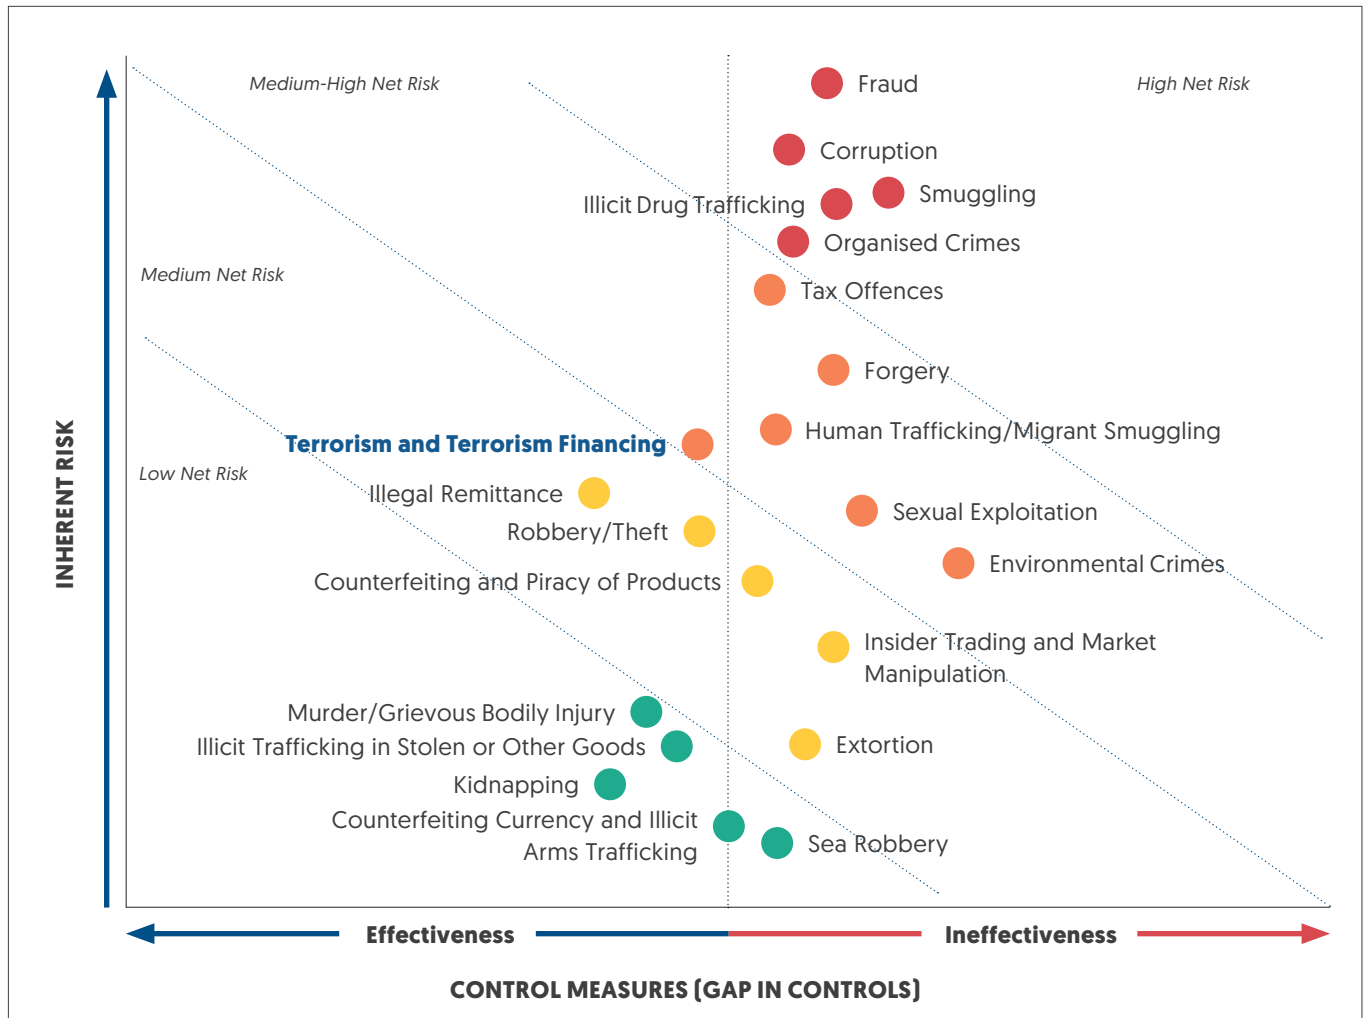 Medium-High Net Risk
Fraud
High Net Risk
Corruption
Smuggling
Illicit Drug Trafficking
Organised Crimes
Medium Net Risk
Tax Offences
Forgery
Human Trafficking/Migrant Smuggling
Terrorism and Terrorism Financing
Low Net Risk
Illegal Remittance
Sexual Exploitation
Robbery/Theft
Environmental Crimes
Counterfeiting and Piracy of Products
Insider Trading and Market
Manipulation
Murder/Grievous Bodily Injury
Illicit Trafficking in Stolen or Other Goods
Extortion
Kidnapping
Counterfeiting Currency and Illicit
Arms Trafficking
Sea Robbery
INHERENT RISK
Effectiveness
Ineffectiveness
CONTROL MEASURES (GAP IN CONTROLS)